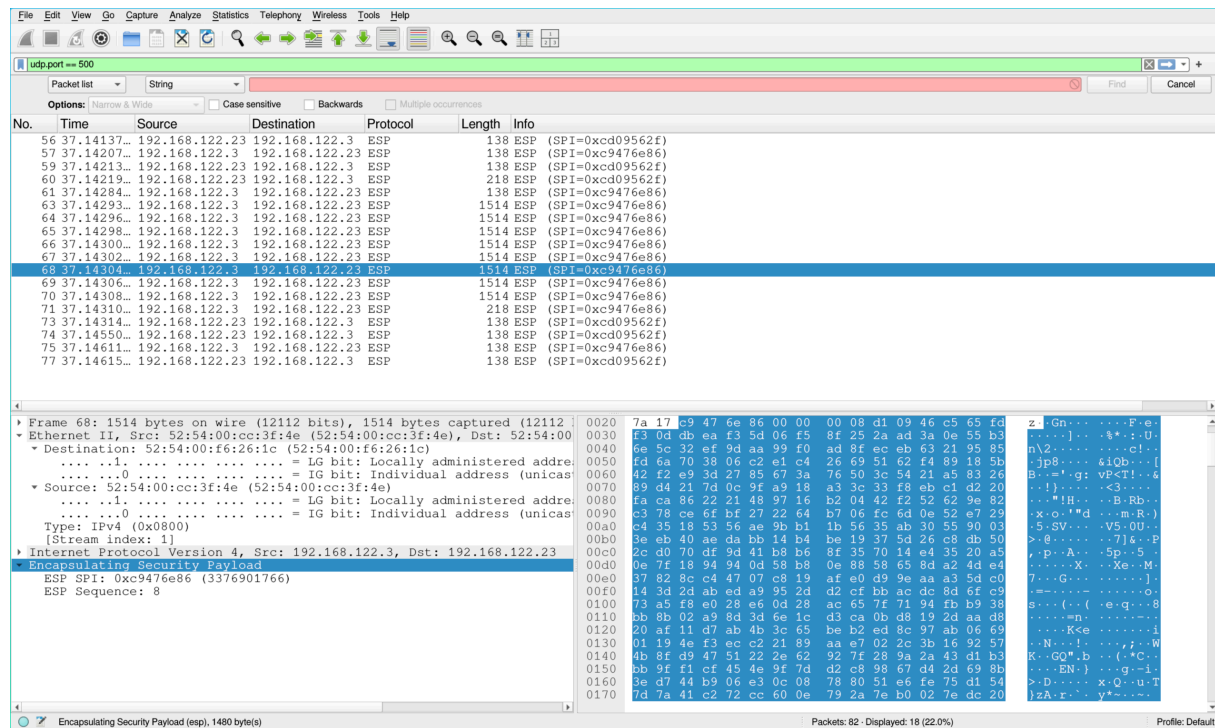 File Edit View Go Capture Analyze Statistics Telephony Wireless Tools Help
udp.port == 500
Packet list String Find Cancel
Options: Narrow & Wide Case sensitive Backwards Multiple occurrences
No. Time Source Destination Protocol Length Info
56 37.14137… 192.168.122.23 192.168.122.3 ESP 138 ESP (SPI=0xcd09562f)
57 37.14207… 192.168.122.3 192.168.122.23 ESP 138 ESP (SPI=0xc9476e86)
59 37.14213… 192.168.122.23 192.168.122.3 ESP 138 ESP (SPI=0xcd09562f)
60 37.14219… 192.168.122.23 192.168.122.3 ESP 218 ESP (SPI=0xcd09562f)
61 37.14284… 192.168.122.3 192.168.122.23 ESP 138 ESP (SPI=0xc9476e86)
63 37.14293… 192.168.122.3 192.168.122.23 ESP 1514 ESP (SPI=0xc9476e86)
64 37.14296… 192.168.122.3 192.168.122.23 ESP 1514 ESP (SPI=0xc9476e86)
65 37.14298… 192.168.122.3 192.168.122.23 ESP 1514 ESP (SPI=0xc9476e86)
66 37.14300… 192.168.122.3 192.168.122.23 ESP 1514 ESP (SPI=0xc9476e86)
67 37.14302… 192.168.122.3 192.168.122.23 ESP 1514 ESP (SPI=0xc9476e86)
68 37.14304… 192.168.122.3 192.168.122.23 ESP 1514 ESP (SPI=0xc9476e86)
69 37.14306… 192.168.122.3 192.168.122.23 ESP 1514 ESP (SPI=0xc9476e86)
70 37.14308… 192.168.122.3 192.168.122.23 ESP 1514 ESP (SPI=0xc9476e86)
71 37.14310… 192.168.122.3 192.168.122.23 ESP 218 ESP (SPI=0xc9476e86)
73 37.14314… 192.168.122.23 192.168.122.3 ESP 138 ESP (SPI=0xcd09562f)
74 37.14550… 192.168.122.23 192.168.122.3 ESP 138 ESP (SPI=0xcd09562f)
75 37.14611… 192.168.122.3 192.168.122.23 ESP 138 ESP (SPI=0xc9476e86)
77 37.14615… 192.168.122.23 192.168.122.3 ESP 138 ESP (SPI=0xcd09562f)
Frame 68: 1514 bytes on wire (12112 bits), 1514 bytes captured (12112
Ethernet II, Src: 52:54:00:cc:3f:4e (52:54:00:cc:3f:4e), Dst: 52:54:00
Destination: 52:54:00:f6:26:1c (52:54:00:f6:26:1c)
.... ..1. .... .... .... .... = LG bit: Locally administered addre
.... ...0 .... .... .... .... = IG bit: Individual address (unicas
Source: 52:54:00:cc:3f:4e (52:54:00:cc:3f:4e)
.... ..1. .... .... .... .... = LG bit: Locally administered addre
.... ...0 .... .... .... .... = IG bit: Individual address (unicas
Type: IPv4 (0x0800)
[Stream index: 1]
Internet Protocol Version 4, Src: 192.168.122.3, Dst: 192.168.122.23
Encapsulating Security Payload
ESP SPI: 0xc9476e86 (3376901766)
ESP Sequence: 8
0020 7a 17 c9 47 6e 86 00 00 00 08 d1 09 46 c5 65 fd
0030 f3 0d db ea f3 5d 06 f5 8f 25 2a ad 3a 0e 55 b3
0040 6e 5c 32 ef 9d aa 99 f0 ad 8f ec eb 63 21 95 85
0050 fd 6a 70 38 06 c2 e1 c4 26 69 51 62 f4 89 18 5b
0060 42 f2 e9 3d 27 85 67 3a 76 50 3c 54 21 a5 83 26
0070 89 d4 21 7d 0c 9f a9 18 a3 3c 33 f8 eb c1 d2 20
0080 fa ca 86 22 21 48 97 16 b2 04 42 f2 52 62 9e 82
0090 c3 78 ce 6f bf 27 22 64 b7 06 fc 6d 0e 52 e7 29
00a0 c4 35 18 53 56 ae 9b b1 1b 56 35 ab 30 55 90 03
00b0 3e eb 40 ae da bb 14 b4 be 19 37 5d 26 c8 db 50
00c0 2c d0 70 df 9d 41 b8 b6 8f 35 70 14 e4 35 20 a5
00d0 0e 7f 18 94 94 0d 58 b0 0e 88 58 65 8d a2 4d e4
00e0 37 82 8c c4 47 07 c8 19 af e0 d9 9e aa a3 5d c0
00f0 14 3d 2d ab ed a9 95 2d d2 cf bb ac dc 8d 6f c9
0100 73 a5 f8 e0 28 e6 0d 28 ac 65 7f 71 94 fb b9 38
0110 bb 8b 02 a9 8d 3d 6e 1c d3 ca 0b d8 19 2d aa d8
0120 20 af 11 d7 ab 4b 3c 65 be b2 ed 8c 97 ab 06 69
0130 01 19 4e f3 ec c2 21 89 aa e7 02 2c 3b 16 92 57
0140 4b 8f d9 47 51 22 2e 62 92 7f 28 9a 2a 43 d1 b3
0150 bb 9f f1 cf 45 4e 9f 7d d2 c8 98 67 d4 2d 69 8b
0160 3e d7 44 b9 06 e3 0c 08 78 80 51 e6 fe 75 d1 54
0170 7d 7a 41 c2 72 cc 60 0e 79 2a 7e b0 02 7e dc 20
Encapsulating Security Payload (esp), 1480 byte(s) Packets: 82 · Displayed: 18 (22.0%) Profile: Default